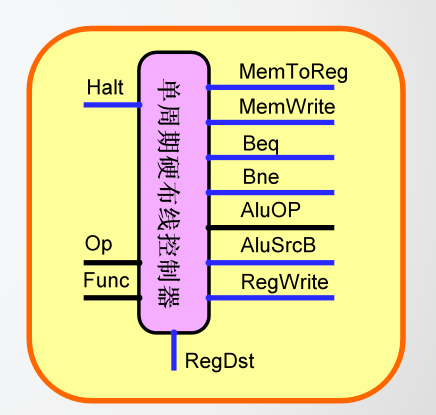 Halt
Op
Func
单周期硬布线控制器
MemToReg
MemWrite
Beq
Bne
AluOP
AluSrcB
RegWrite
RegDst